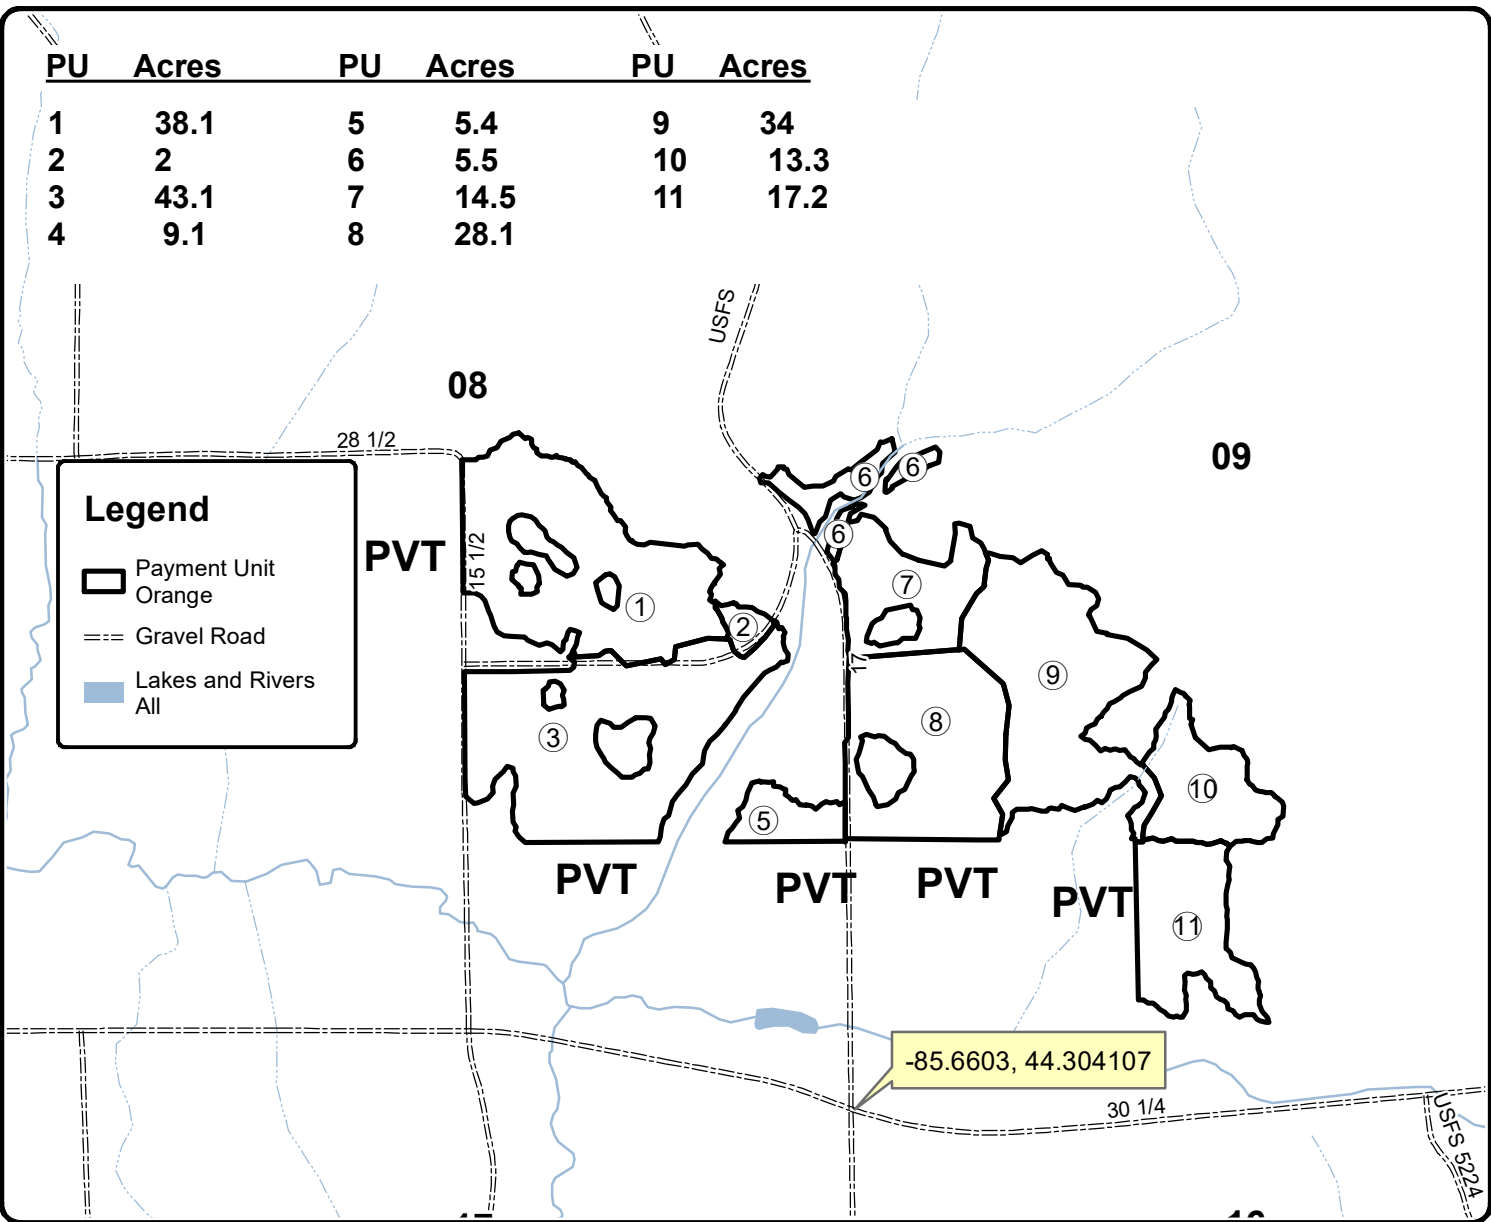 PU Acres PU Acres PU Acres
1 38.1 5 5.4 9 34
2 2 6 5.5 10 13.3
3 43.1 7 14.5 11 17.2
4 9.1 8 28.1
USFS
08
28 1/2
09
Legend
Payment Unit
Orange
Gravel Road
Lakes and Rivers
All
PVT
15 1/2
6
6
6
7
1
2
17
9
3
8
10
5
PVT
PVT
PVT
PVT
11
-85.6603, 44.304107
30 1/4
USFS 5224